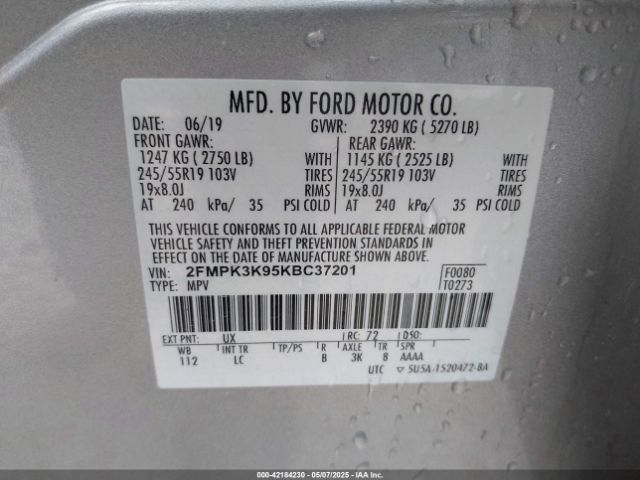 MFD. BY FORD MOTOR CO.
DATE: 06/19 GVWR: 2390 KG ( 5270 LB)
FRONT GAWR: REAR GAWR:
1247 KG ( 2750 LB) WITH 1145 KG ( 2525 LB) WITH
245/55R19 103V TIRES 245/55R19 103V TIRES
19x8.0J RIMS 19x8.0J RIMS
AT 240 kPa/ 35 PSI COLD AT 240 kPa/ 35 PSI COLD
THIS VEHICLE CONFORMS TO ALL APPLICABLE FEDERAL MOTOR
VEHICLE SAFETY AND THEFT PREVENTION STANDARDS IN
EFFECT ON THE DATE OF MANUFACTURE SHOWN ABOVE.
VIN: 2FMPK3K95KBC37201 F0080
TYPE: MPV T0273
EXT PNT: UX RC: 72 DSO:
WB INT TR TP/PS R AXLE TR SPR
112 LC B 3K 8 AAAA
UTC ▽ 5U5A-1520472-BA
000-42184230 - 05/07/2025 - IAAI.com